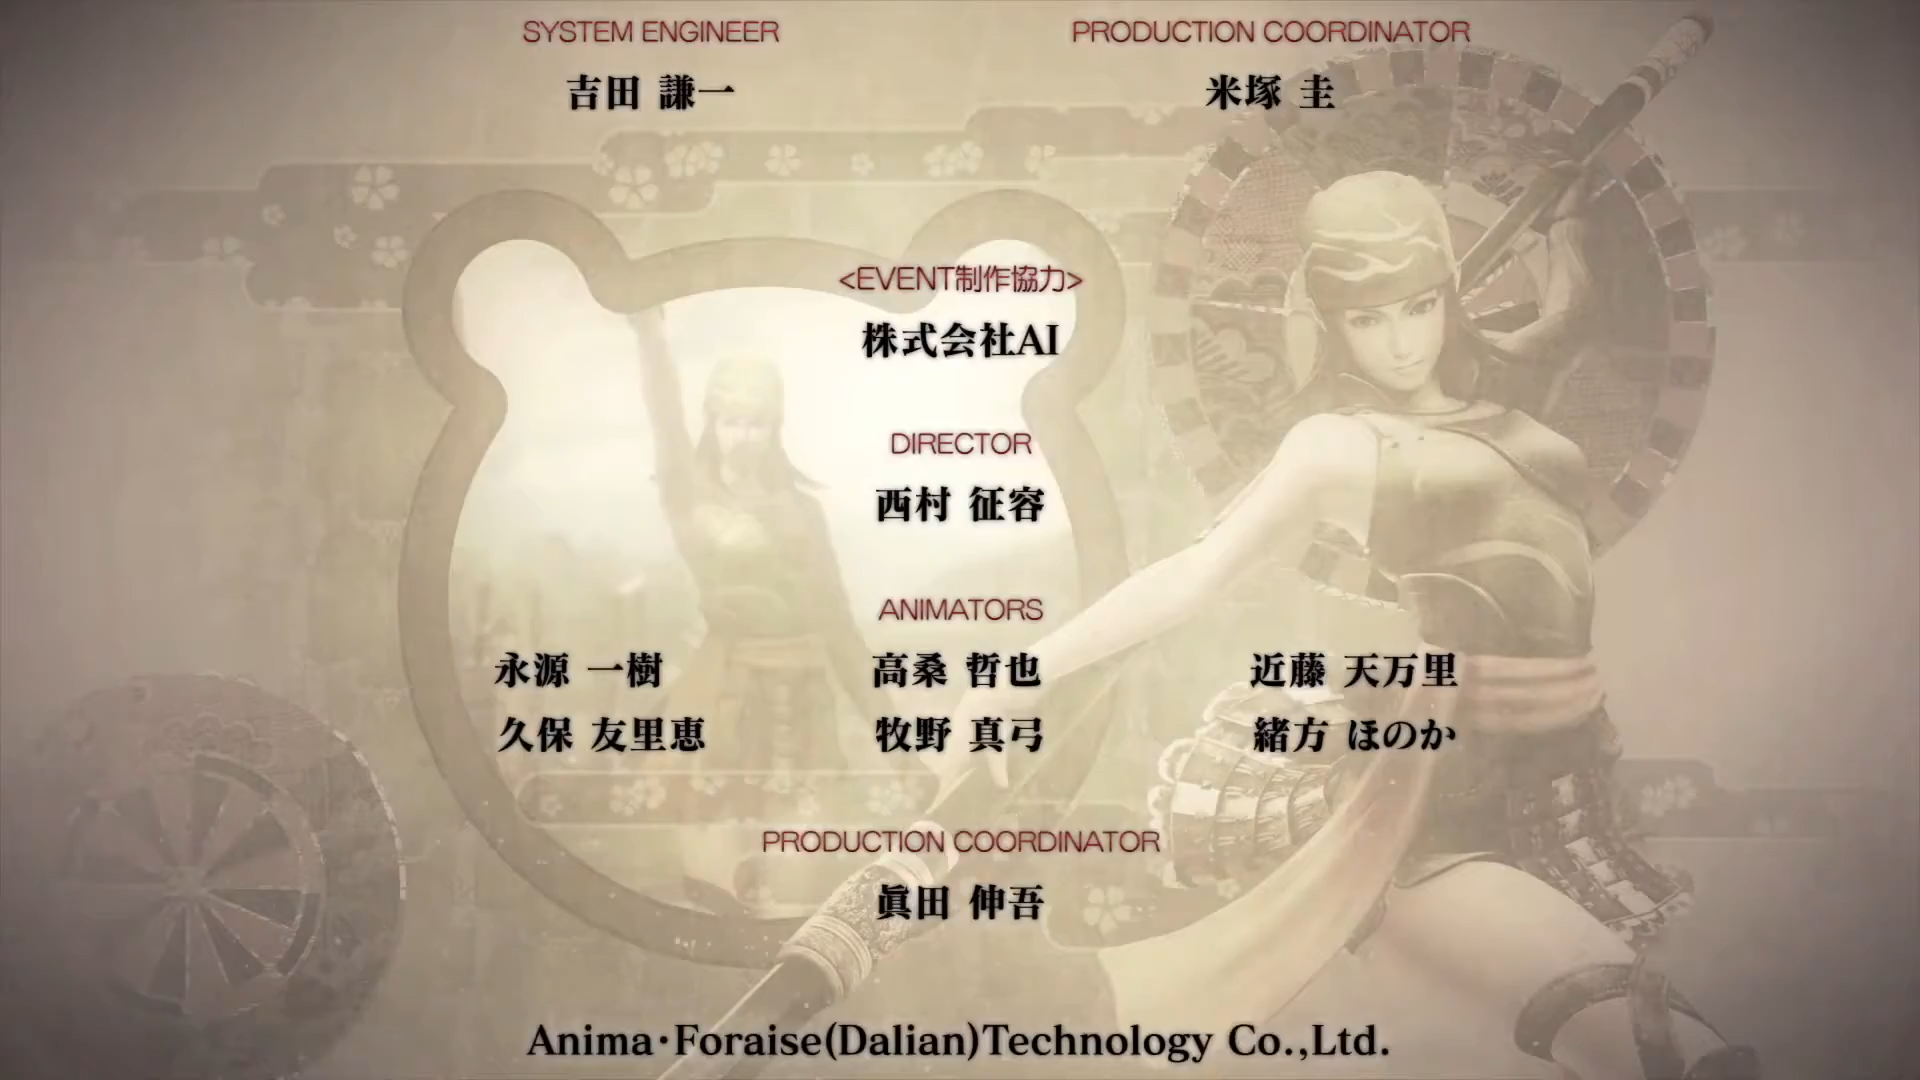 SYSTEM ENGINEER PRODUCTION COORDINATOR
吉田 謙一 米塚 圭
<EVENT制作協力>
株式会社AI
DIRECTOR
西村 征容
ANIMATORS
永源 一樹 高桑 哲也 近藤 天万里
久保 友里恵 牧野 真弓 緒方 ほのか
PRODUCTION COORDINATOR
眞田 伸吾
Anima･Foraise(Dalian)Technology Co.,Ltd.